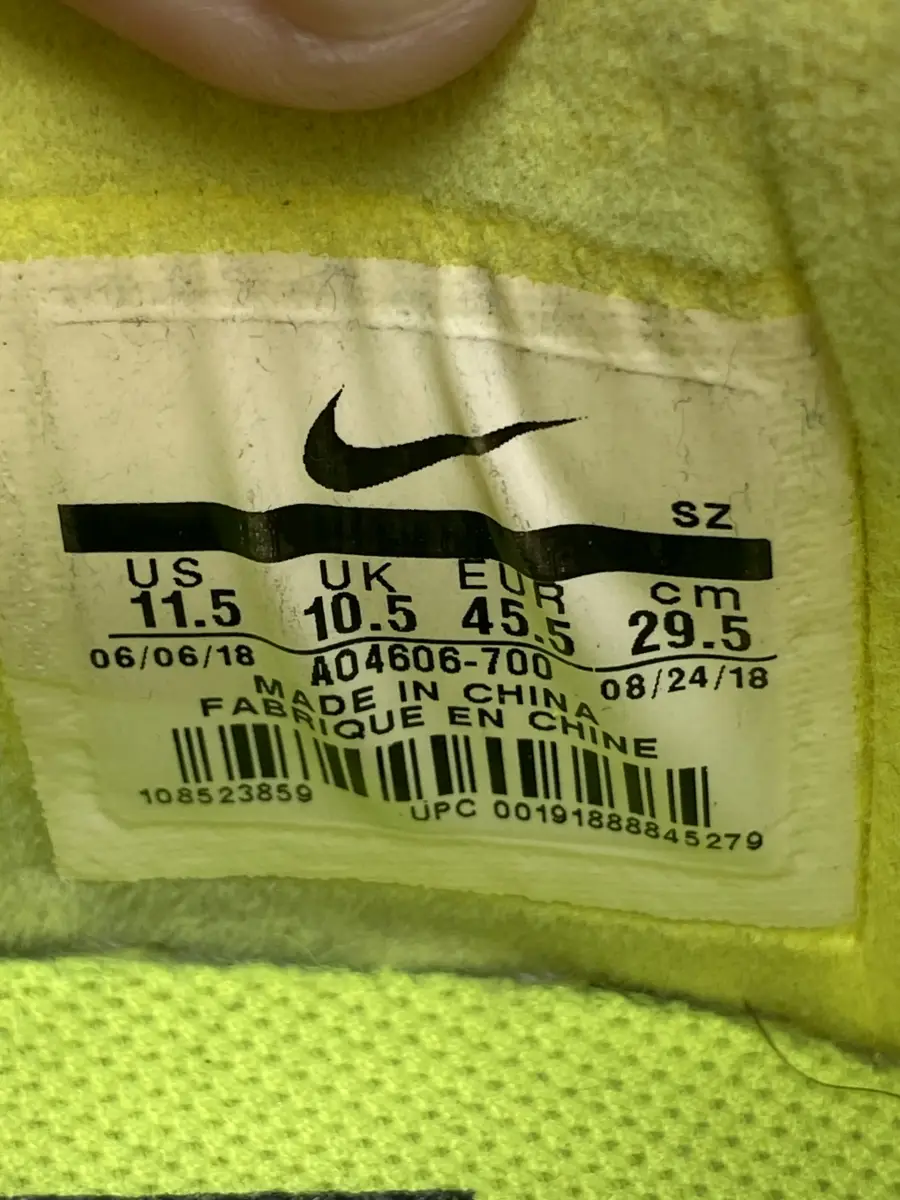 SZ
US UK EUR cm
11.5 10.5 45.5 29.5
06/06/18 AO4606-700 08/24/18
MADE IN CHINA
FABRIQUE EN CHINE
108523859 UPC 00191888845279